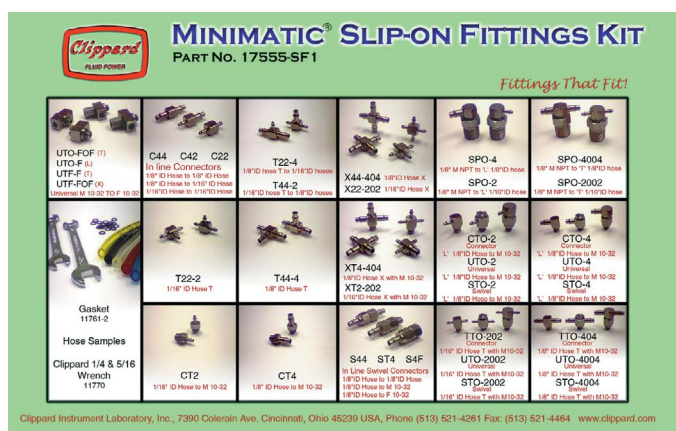 Clippard
FLUID POWER
MINIMATIC® SLIP-ON FITTINGS KIT
PART NO. 17555-SF1
Fittings That Fit!
UTO-FOF (T)
UTO-F (L)
UTF-F (T)
UTF-FOF (X)
Universal M 10-32 TO F 10-32
C44 C42 C22
In line Connectors
1/8" ID Hose to 1/8" ID Hose
1/8" ID Hose to 1/16" ID Hose
1/16" ID Hose to 1/16" ID Hose
T22-4
1/8" ID hose T to 1/16" ID hoses
T44-2
1/16" ID hose T to 1/8" ID hoses
X44-404 1/8" ID Hose X
X22-202 1/16" ID Hose X
SPO-4
1/8" M NPT to 'L' 1/8" ID hose
SPO-2
1/8" M NPT to 'L' 1/16" ID hose
SPO-4004
1/8" M NPT to 'T' 1/8" ID hose
SPO-2002
1/8" M NPT to 'T' 1/16" ID hose
Gasket
11761-2
Hose Samples
Clippard 1/4 & 5/16
Wrench
11770
T22-2
1/16" ID Hose T
T44-4
1/8" ID Hose T
XT4-404
1/8" ID Hose X with M 10-32
XT2-202
1/16" ID Hose X with M 10-32
CTO-2
Connector
'L' 1/8" ID Hose to M 10-32
UTO-2
Universal
'L' 1/8" ID Hose to M 10-32
STO-2
Swivel
'L' 1/8" ID Hose to M 10-32
CTO-4
Connector
'L' 1/8" ID Hose to M 10-32
UTO-4
Universal
'L' 1/8" ID Hose to M 10-32
STO-4
Swivel
'L' 1/8" ID Hose to M 10-32
CT2
1/16" ID Hose to M 10-32
CT4
1/8" ID Hose to M 10-32
S44 ST4 S4F
In Line Swivel Connectors
1/8" ID Hose to 1/8" ID Hose
1/8" ID Hose to M 10-32
1/8" ID Hose to F 10-32
TTO-202
Connector
1/16" ID Hose T with M10-32
UTO-2002
Universal
1/16" ID Hose T with M10-32
STO-2002
Swivel
1/16" ID Hose T with M10-32
TTO-404
Connector
1/8" ID Hose T with M10-32
UTO-4004
Universal
1/8" ID Hose T with M10-32
STO-4004
Swivel
1/8" ID Hose T with M10-32
Clippard Instrument Laboratory, Inc., 7390 Colerain Ave. Cincinnati, Ohio 45239 USA, Phone (513) 521-4261 Fax: (513) 521-4464 www.clippard.com